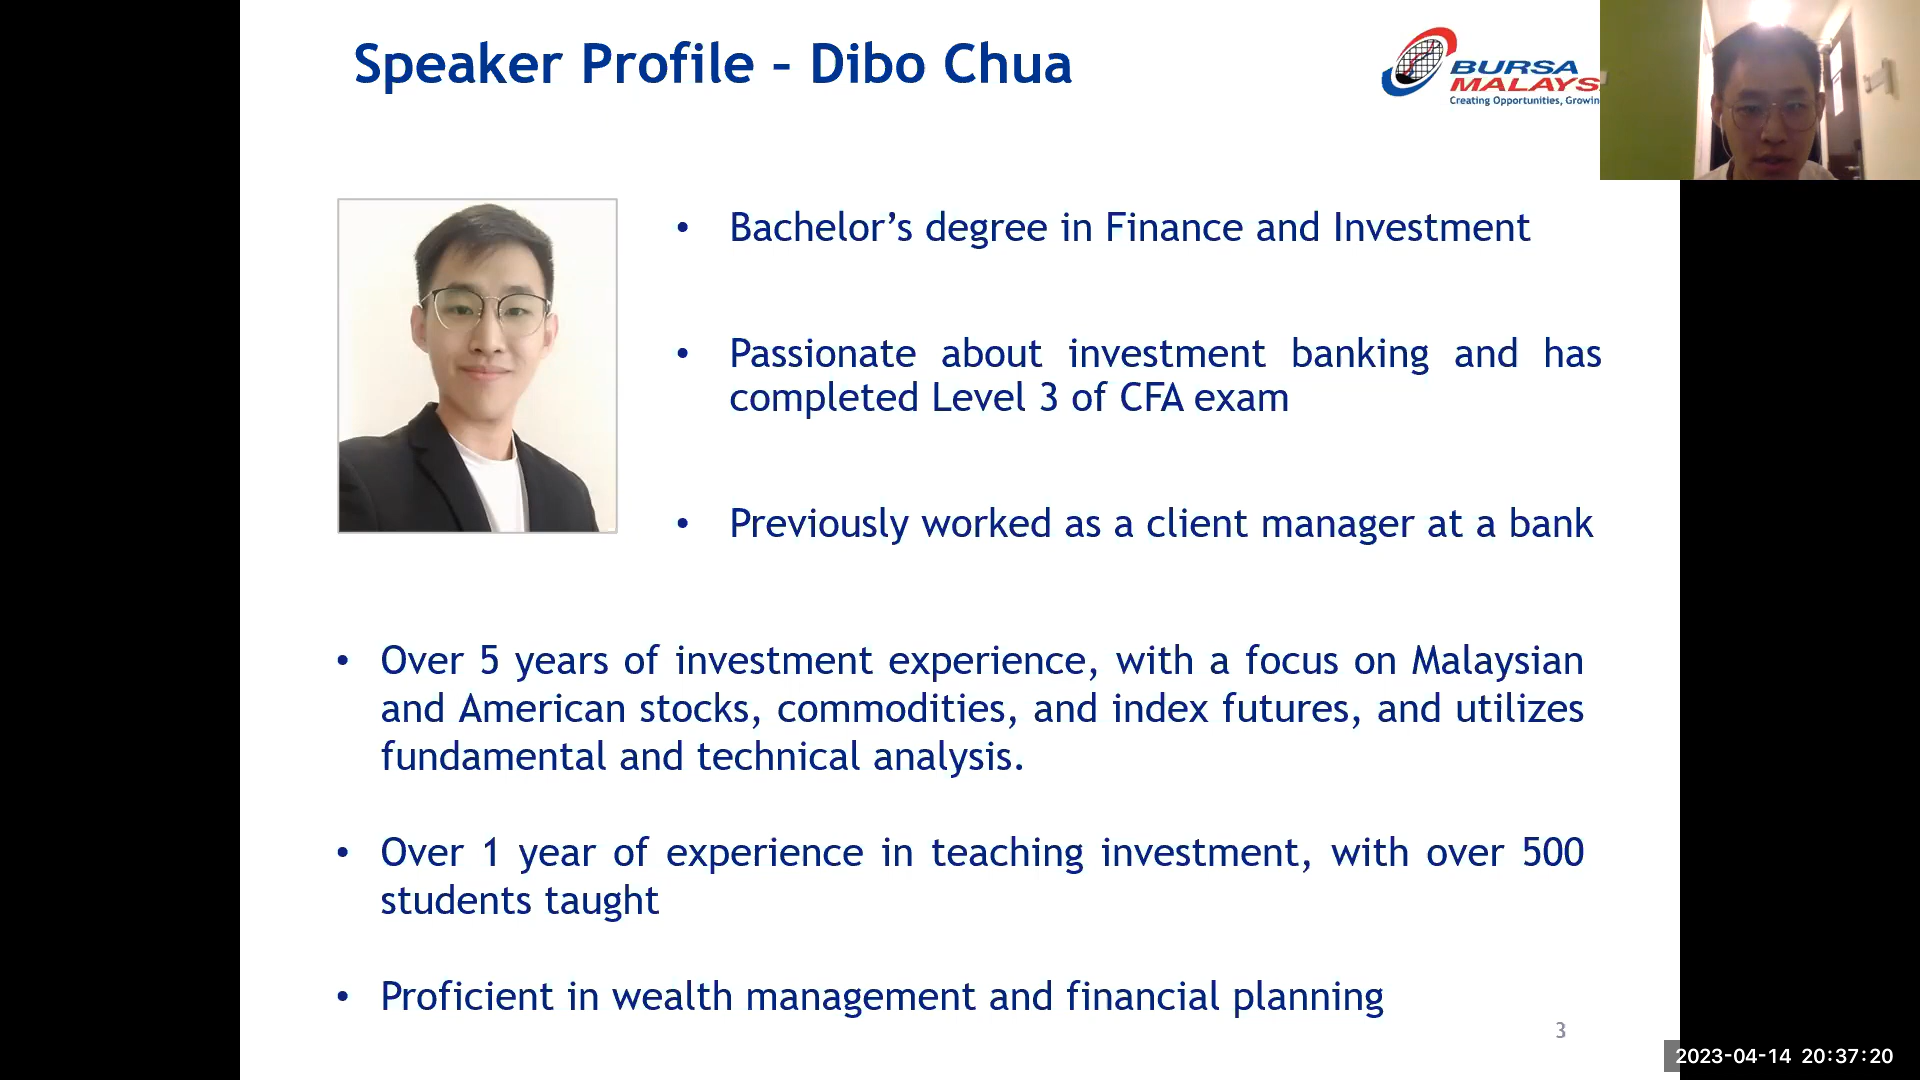 Speaker Profile – Dibo Chua
BURSA
MALAYS
Creating Opportunities, Growin
• Bachelor’s degree in Finance and Investment
• Passionate about investment banking and has
completed Level 3 of CFA exam
• Previously worked as a client manager at a bank
• Over 5 years of investment experience, with a focus on Malaysian
and American stocks, commodities, and index futures, and utilizes
fundamental and technical analysis.
• Over 1 year of experience in teaching investment, with over 500
students taught
• Proficient in wealth management and financial planning
3
2023-04-14 20:37:20